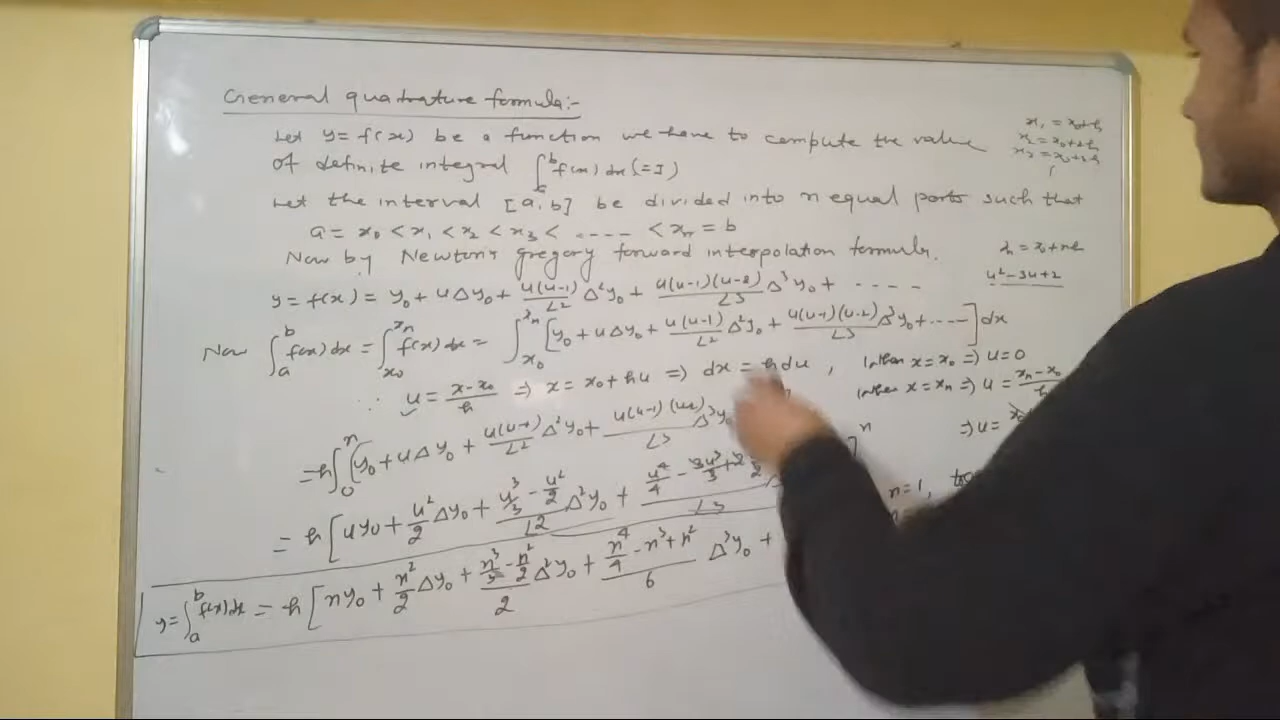 General quadrature formula:-
Let y = f(x) be a function we have to compute the value
of definite integral ∫_a^b f(x) dx (= I)
Let the interval [a, b] be divided into n equal parts such that
a = x₀ < x₁ < x₂ < x₃ < ..... < xₙ = b
Now by Newton's gregory forward interpolation formula.
y = f(x) = y₀ + uΔy₀ + u(u-1)/∠2 Δ²y₀ + u(u-1)(u-2)/∠3 Δ³y₀ + .....
Now ∫_a^b f(x) dx = ∫_{x₀}^{xₙ} f(x) dx = ∫_{x₀}^{xₙ} [y₀ + uΔy₀ + u(u-1)/∠2 Δ²y₀ + u(u-1)(u-2)/∠3 Δ³y₀ + .....] dx
∴ u = (x-x₀)/h ⇒ x = x₀ + hu ⇒ dx = h du , when x = x₀ ⇒ u = 0
when x = xₙ ⇒ u = (xₙ - x₀)/h
⇒ u =
= h ∫_0^n [y₀ + uΔy₀ + u(u-1)/∠2 Δ²y₀ + u(u-1)(u-2)/∠3 Δ³y₀
= h [uy₀ + u²/2 Δy₀ + (u³/3 - u²/2)/∠2 Δ²y₀ + (u⁴/4 - 3u³/3 + 2 /2)/∠3 ]ⁿ
n = 1,
y = ∫_a^b f(x) dx = h [ny₀ + n²/2 Δy₀ + (n³/3 - n²/2)/2 Δ²y₀ + (n⁴/4 - n³ + n²)/6 Δ³y₀ +
x₁ = x₀+h
x₂ = x₀+2h
u² - 3u + 2